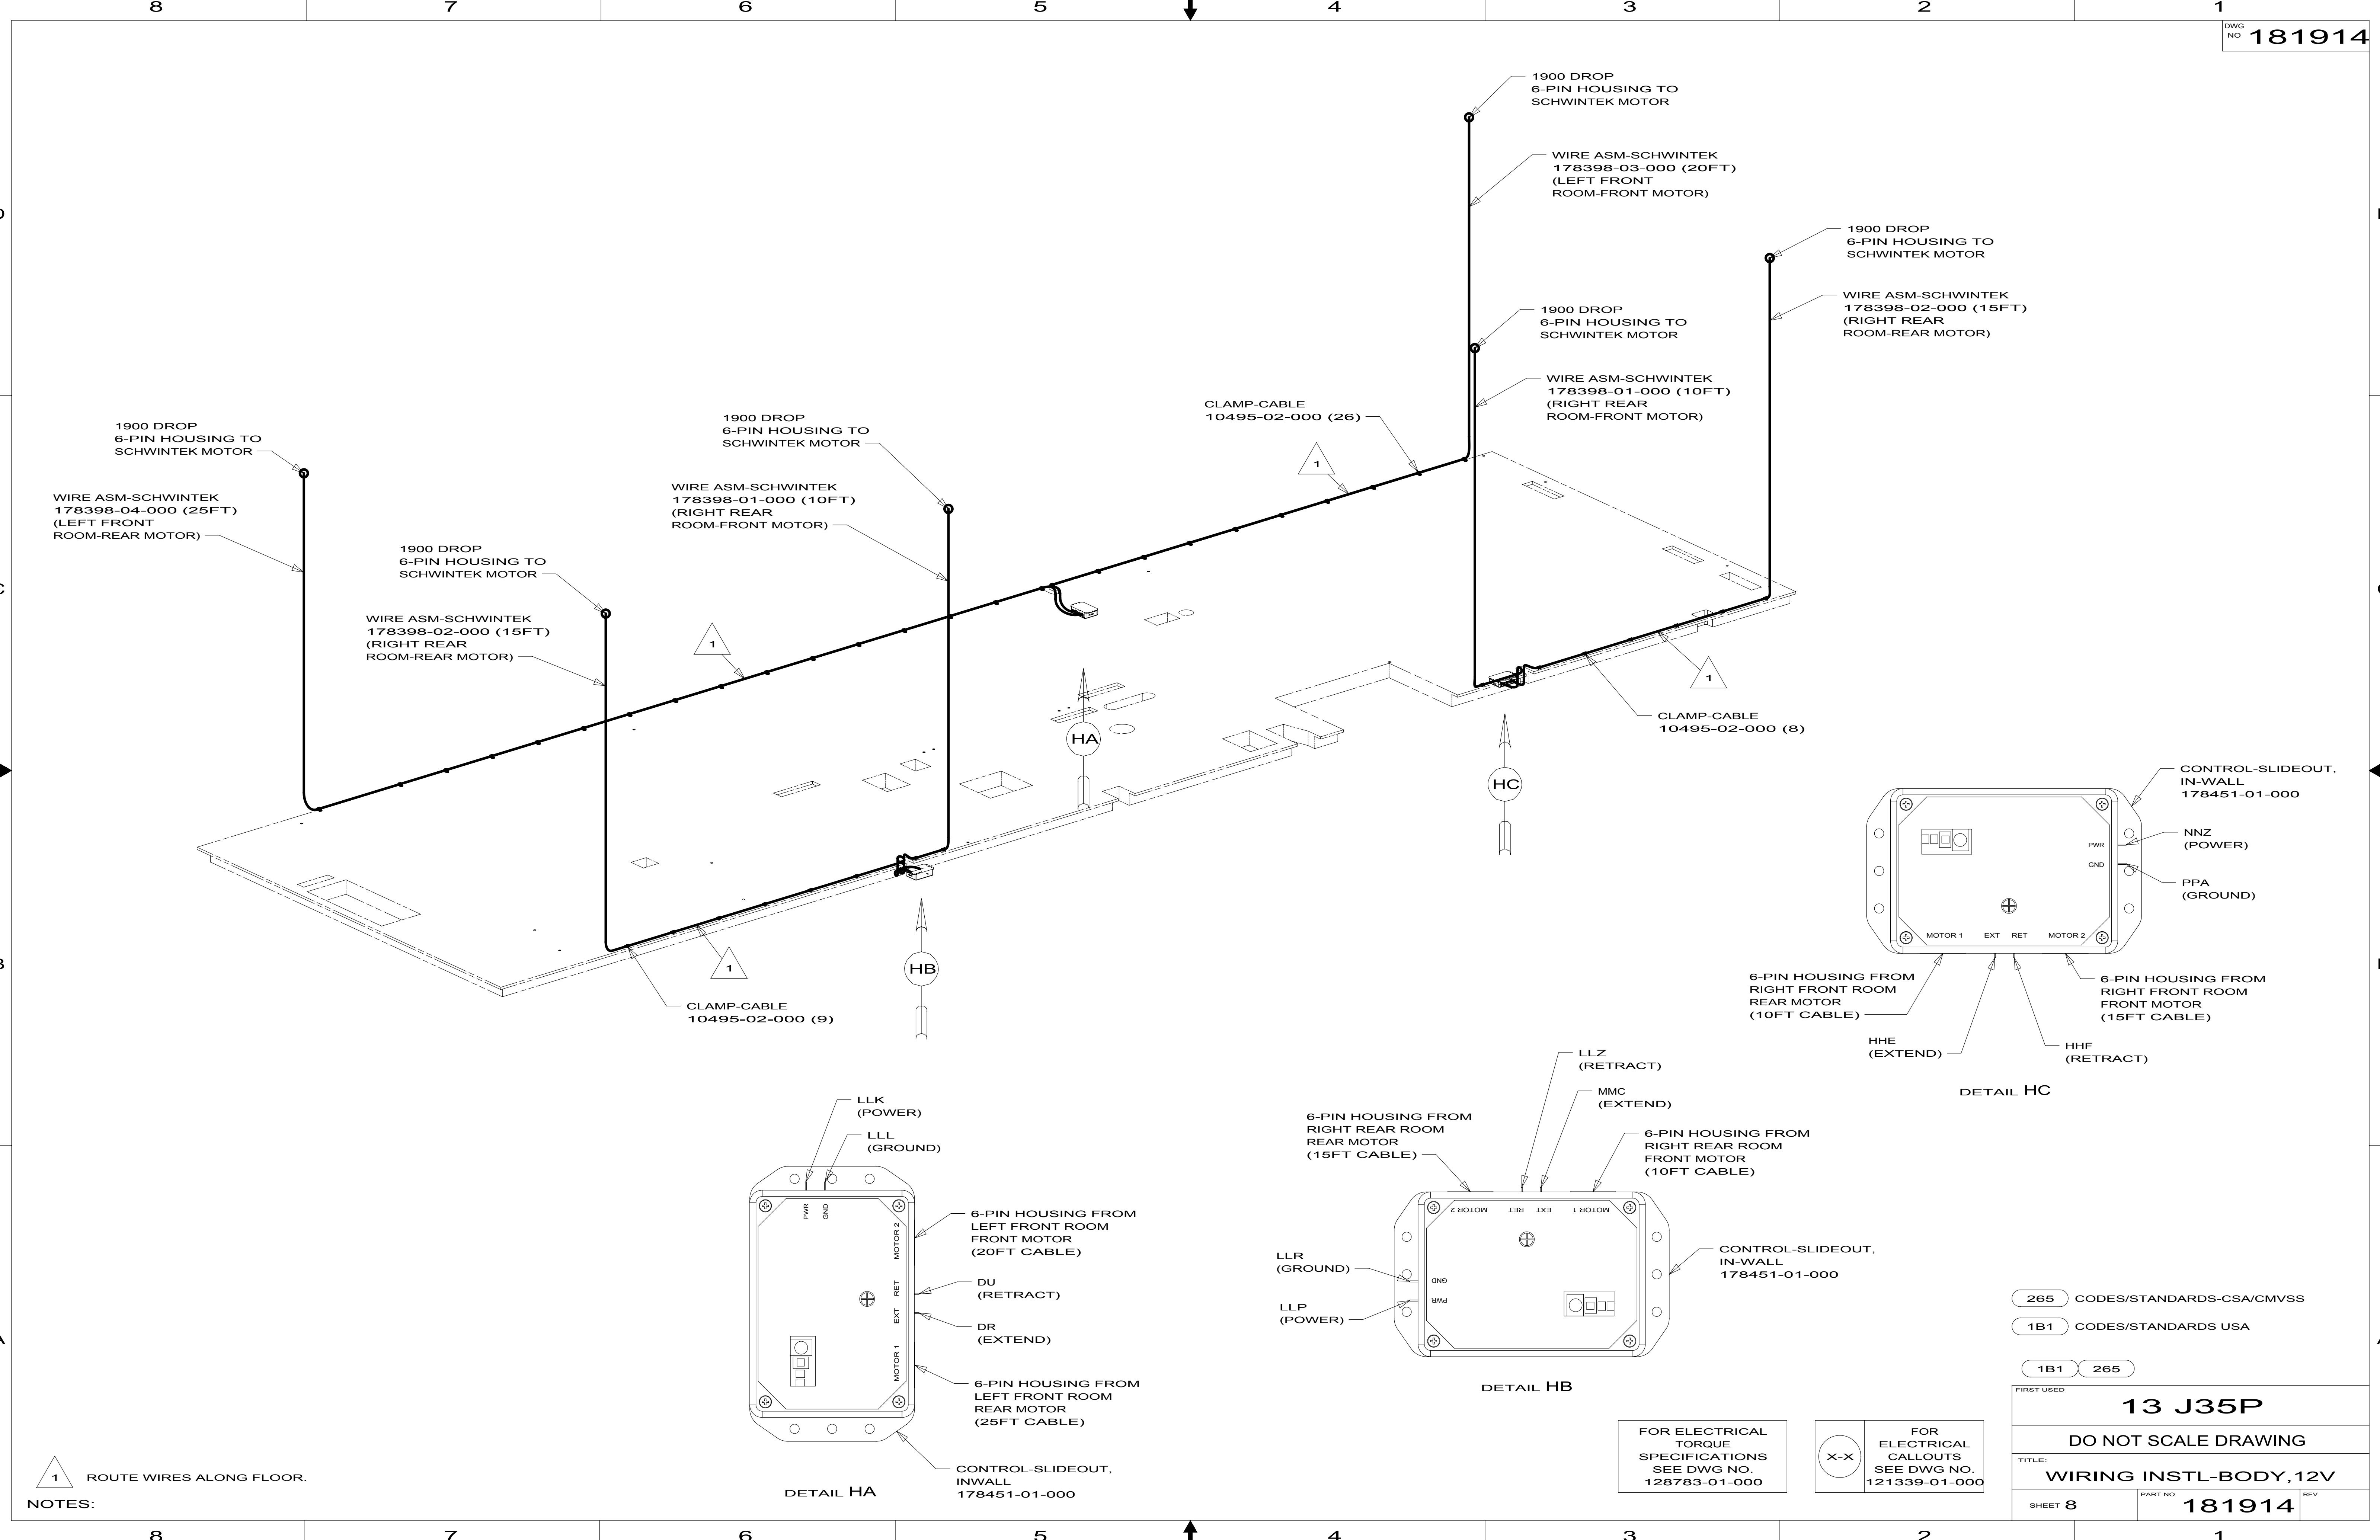 8 7 6 5 4 3 2 1
DWG
NO 181914
1900 DROP
6-PIN HOUSING TO
SCHWINTEK MOTOR
WIRE ASM-SCHWINTEK
178398-03-000 (20FT)
(LEFT FRONT
ROOM-FRONT MOTOR)
1900 DROP
6-PIN HOUSING TO
SCHWINTEK MOTOR
WIRE ASM-SCHWINTEK
178398-02-000 (15FT)
(RIGHT REAR
ROOM-REAR MOTOR)
1900 DROP
6-PIN HOUSING TO
SCHWINTEK MOTOR
WIRE ASM-SCHWINTEK
178398-01-000 (10FT)
(RIGHT REAR
ROOM-FRONT MOTOR)
CLAMP-CABLE
10495-02-000 (26)
1
1900 DROP
6-PIN HOUSING TO
SCHWINTEK MOTOR
WIRE ASM-SCHWINTEK
178398-04-000 (25FT)
(LEFT FRONT
ROOM-REAR MOTOR)
1900 DROP
6-PIN HOUSING TO
SCHWINTEK MOTOR
WIRE ASM-SCHWINTEK
178398-01-000 (10FT)
(RIGHT REAR
ROOM-FRONT MOTOR)
1900 DROP
6-PIN HOUSING TO
SCHWINTEK MOTOR
WIRE ASM-SCHWINTEK
178398-02-000 (15FT)
(RIGHT REAR
ROOM-REAR MOTOR)
1
1
CLAMP-CABLE
10495-02-000 (8)
HA
HC
HB
1
CLAMP-CABLE
10495-02-000 (9)
CONTROL-SLIDEOUT,
IN-WALL
178451-01-000
NNZ
(POWER)
PPA
(GROUND)
PWR
GND
MOTOR 1 EXT RET MOTOR 2
6-PIN HOUSING FROM
RIGHT FRONT ROOM
REAR MOTOR
(10FT CABLE)
6-PIN HOUSING FROM
RIGHT FRONT ROOM
FRONT MOTOR
(15FT CABLE)
HHE
(EXTEND)
HHF
(RETRACT)
DETAIL HC
LLK
(POWER)
LLL
(GROUND)
PWR
GND
MOTOR 2
RET
EXT
MOTOR 1
6-PIN HOUSING FROM
LEFT FRONT ROOM
FRONT MOTOR
(20FT CABLE)
DU
(RETRACT)
DR
(EXTEND)
6-PIN HOUSING FROM
LEFT FRONT ROOM
REAR MOTOR
(25FT CABLE)
CONTROL-SLIDEOUT,
INWALL
178451-01-000
DETAIL HA
LLZ
(RETRACT)
MMC
(EXTEND)
6-PIN HOUSING FROM
RIGHT REAR ROOM
REAR MOTOR
(15FT CABLE)
6-PIN HOUSING FROM
RIGHT REAR ROOM
FRONT MOTOR
(10FT CABLE)
MOTOR 2 RET EXT MOTOR 1
LLR
(GROUND)
GND
LLP
(POWER)
PWR
CONTROL-SLIDEOUT,
IN-WALL
178451-01-000
DETAIL HB
265 CODES/STANDARDS-CSA/CMVSS
1B1 CODES/STANDARDS USA
1B1 265
FIRST USED
13 J35P
DO NOT SCALE DRAWING
TITLE:
WIRING INSTL-BODY,12V
SHEET 8
PART NO 181914
REV
FOR ELECTRICAL
TORQUE
SPECIFICATIONS
SEE DWG NO.
128783-01-000
X-X
FOR
ELECTRICAL
CALLOUTS
SEE DWG NO.
121339-01-000
1 ROUTE WIRES ALONG FLOOR.
NOTES:
8 7 6 5 4 3 2 1